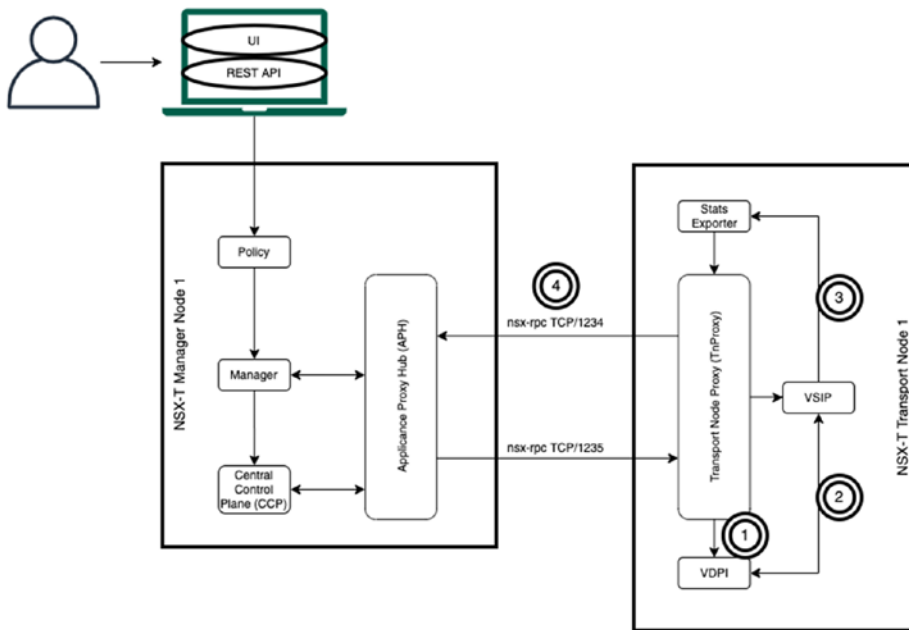 UI
REST API
NSX-T Manager Node 1
Policy
Manager
Central
Control
Plane (CCP)
Applicance Proxy Hub (APH)
4
nsx-rpc TCP/1234
nsx-rpc TCP/1235
Stats
Exporter
Transport Node Proxy (TnProxy)
3
VSIP
2
1
VDPI
NSX-T Transport Node 1